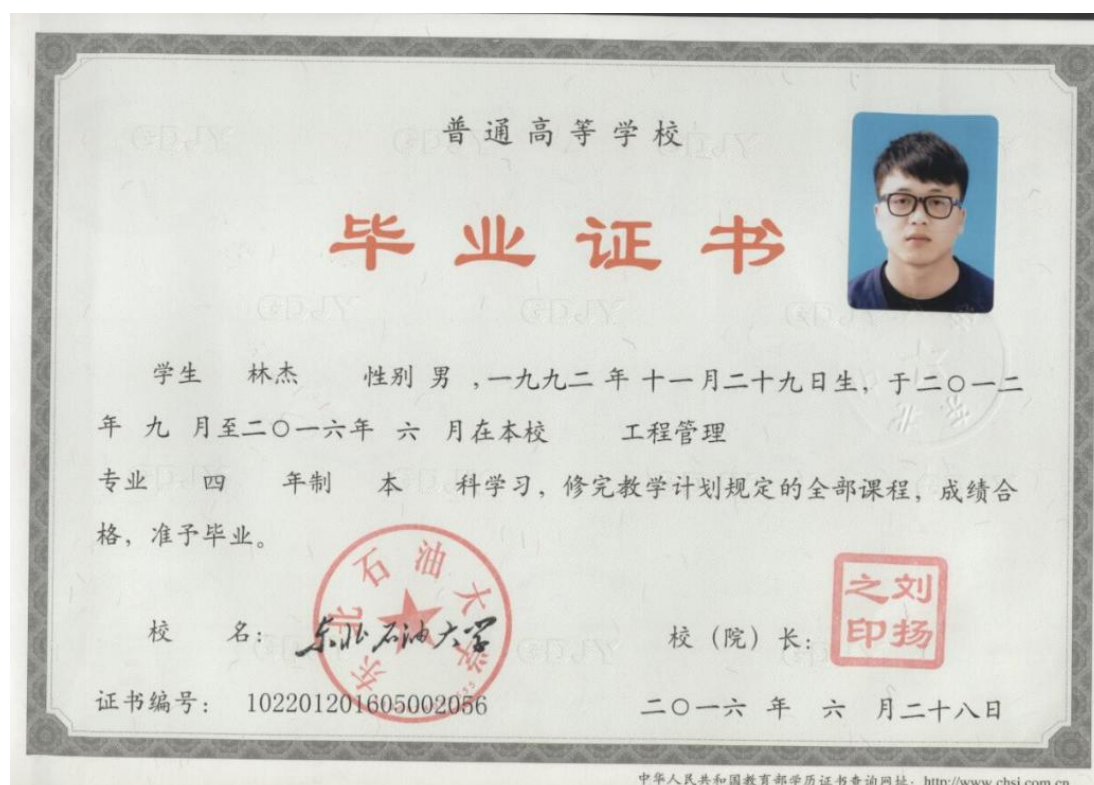 普通高等学校
毕业证书
学生 林杰 性别 男 ,一九九二 年 十一月二十九日生，于二〇一二
年 九 月至二〇一六年 六 月在本校 工程管理
专业 四 年制 本 科学习，修完教学计划规定的全部课程，成绩合
格，准予毕业。
校 名： 东北石油大学
东北石油大学
校（院）长：
刘扬之印
证书编号： 102201201605002056
二〇一六 年 六 月二十八日
中华人民共和国教育部学历证书查询网址：http://www.chsi.com.cn